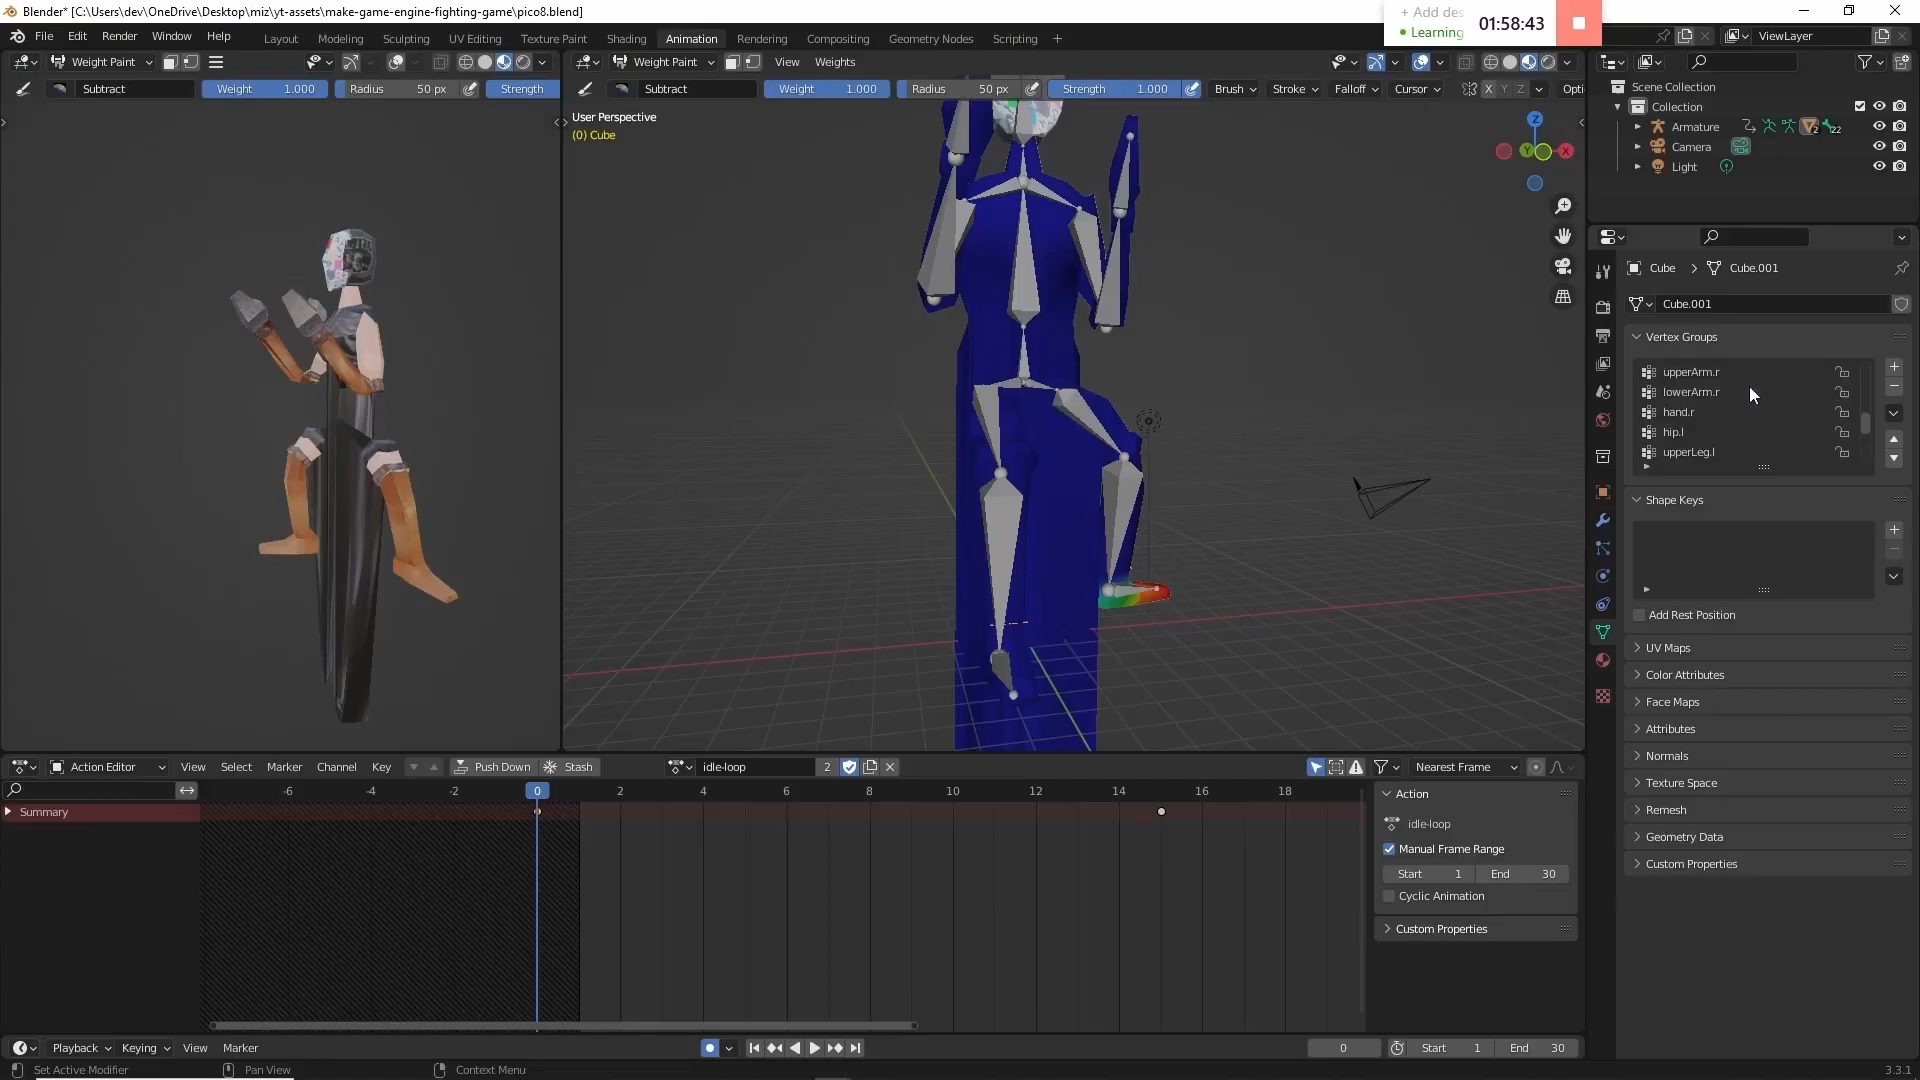 Blender* [C:\Users\dev\OneDrive\Desktop\miz\yt-assets\make-game-engine-fighting-game\pico8.blend]
+ Add des
Learning
01:58:43
File Edit Render Window Help
Layout Modeling Sculpting UV Editing Texture Paint Shading Animation Rendering Compositing Geometry Nodes Scripting +
ViewLayer
Weight Paint
Weight Paint View Weights
Subtract Weight 1.000 Radius 50 px Strength
Subtract Weight 1.000 Radius 50 px Strength 1.000 Brush Stroke Falloff Cursor X Y Z Opti
User Perspective
(0) Cube
Z
Y
X
Scene Collection
Collection
Armature
2
22
Camera
Light
Cube > Cube.001
Cube.001
Vertex Groups
upperArm.r
lowerArm.r
hand.r
hip.l
upperLeg.l
Shape Keys
Add Rest Position
UV Maps
Color Attributes
Face Maps
Attributes
Normals
Texture Space
Remesh
Geometry Data
Custom Properties
Action Editor View Select Marker Channel Key Push Down Stash idle-loop 2 Nearest Frame
-6 -4 -2 0 2 4 6 8 10 12 14 16 18
Summary
Action
idle-loop
Manual Frame Range
Start 1 End 30
Cyclic Animation
Custom Properties
Playback Keying View Marker 0 Start 1 End 30
Set Active Modifier Pan View Context Menu 3.3.1